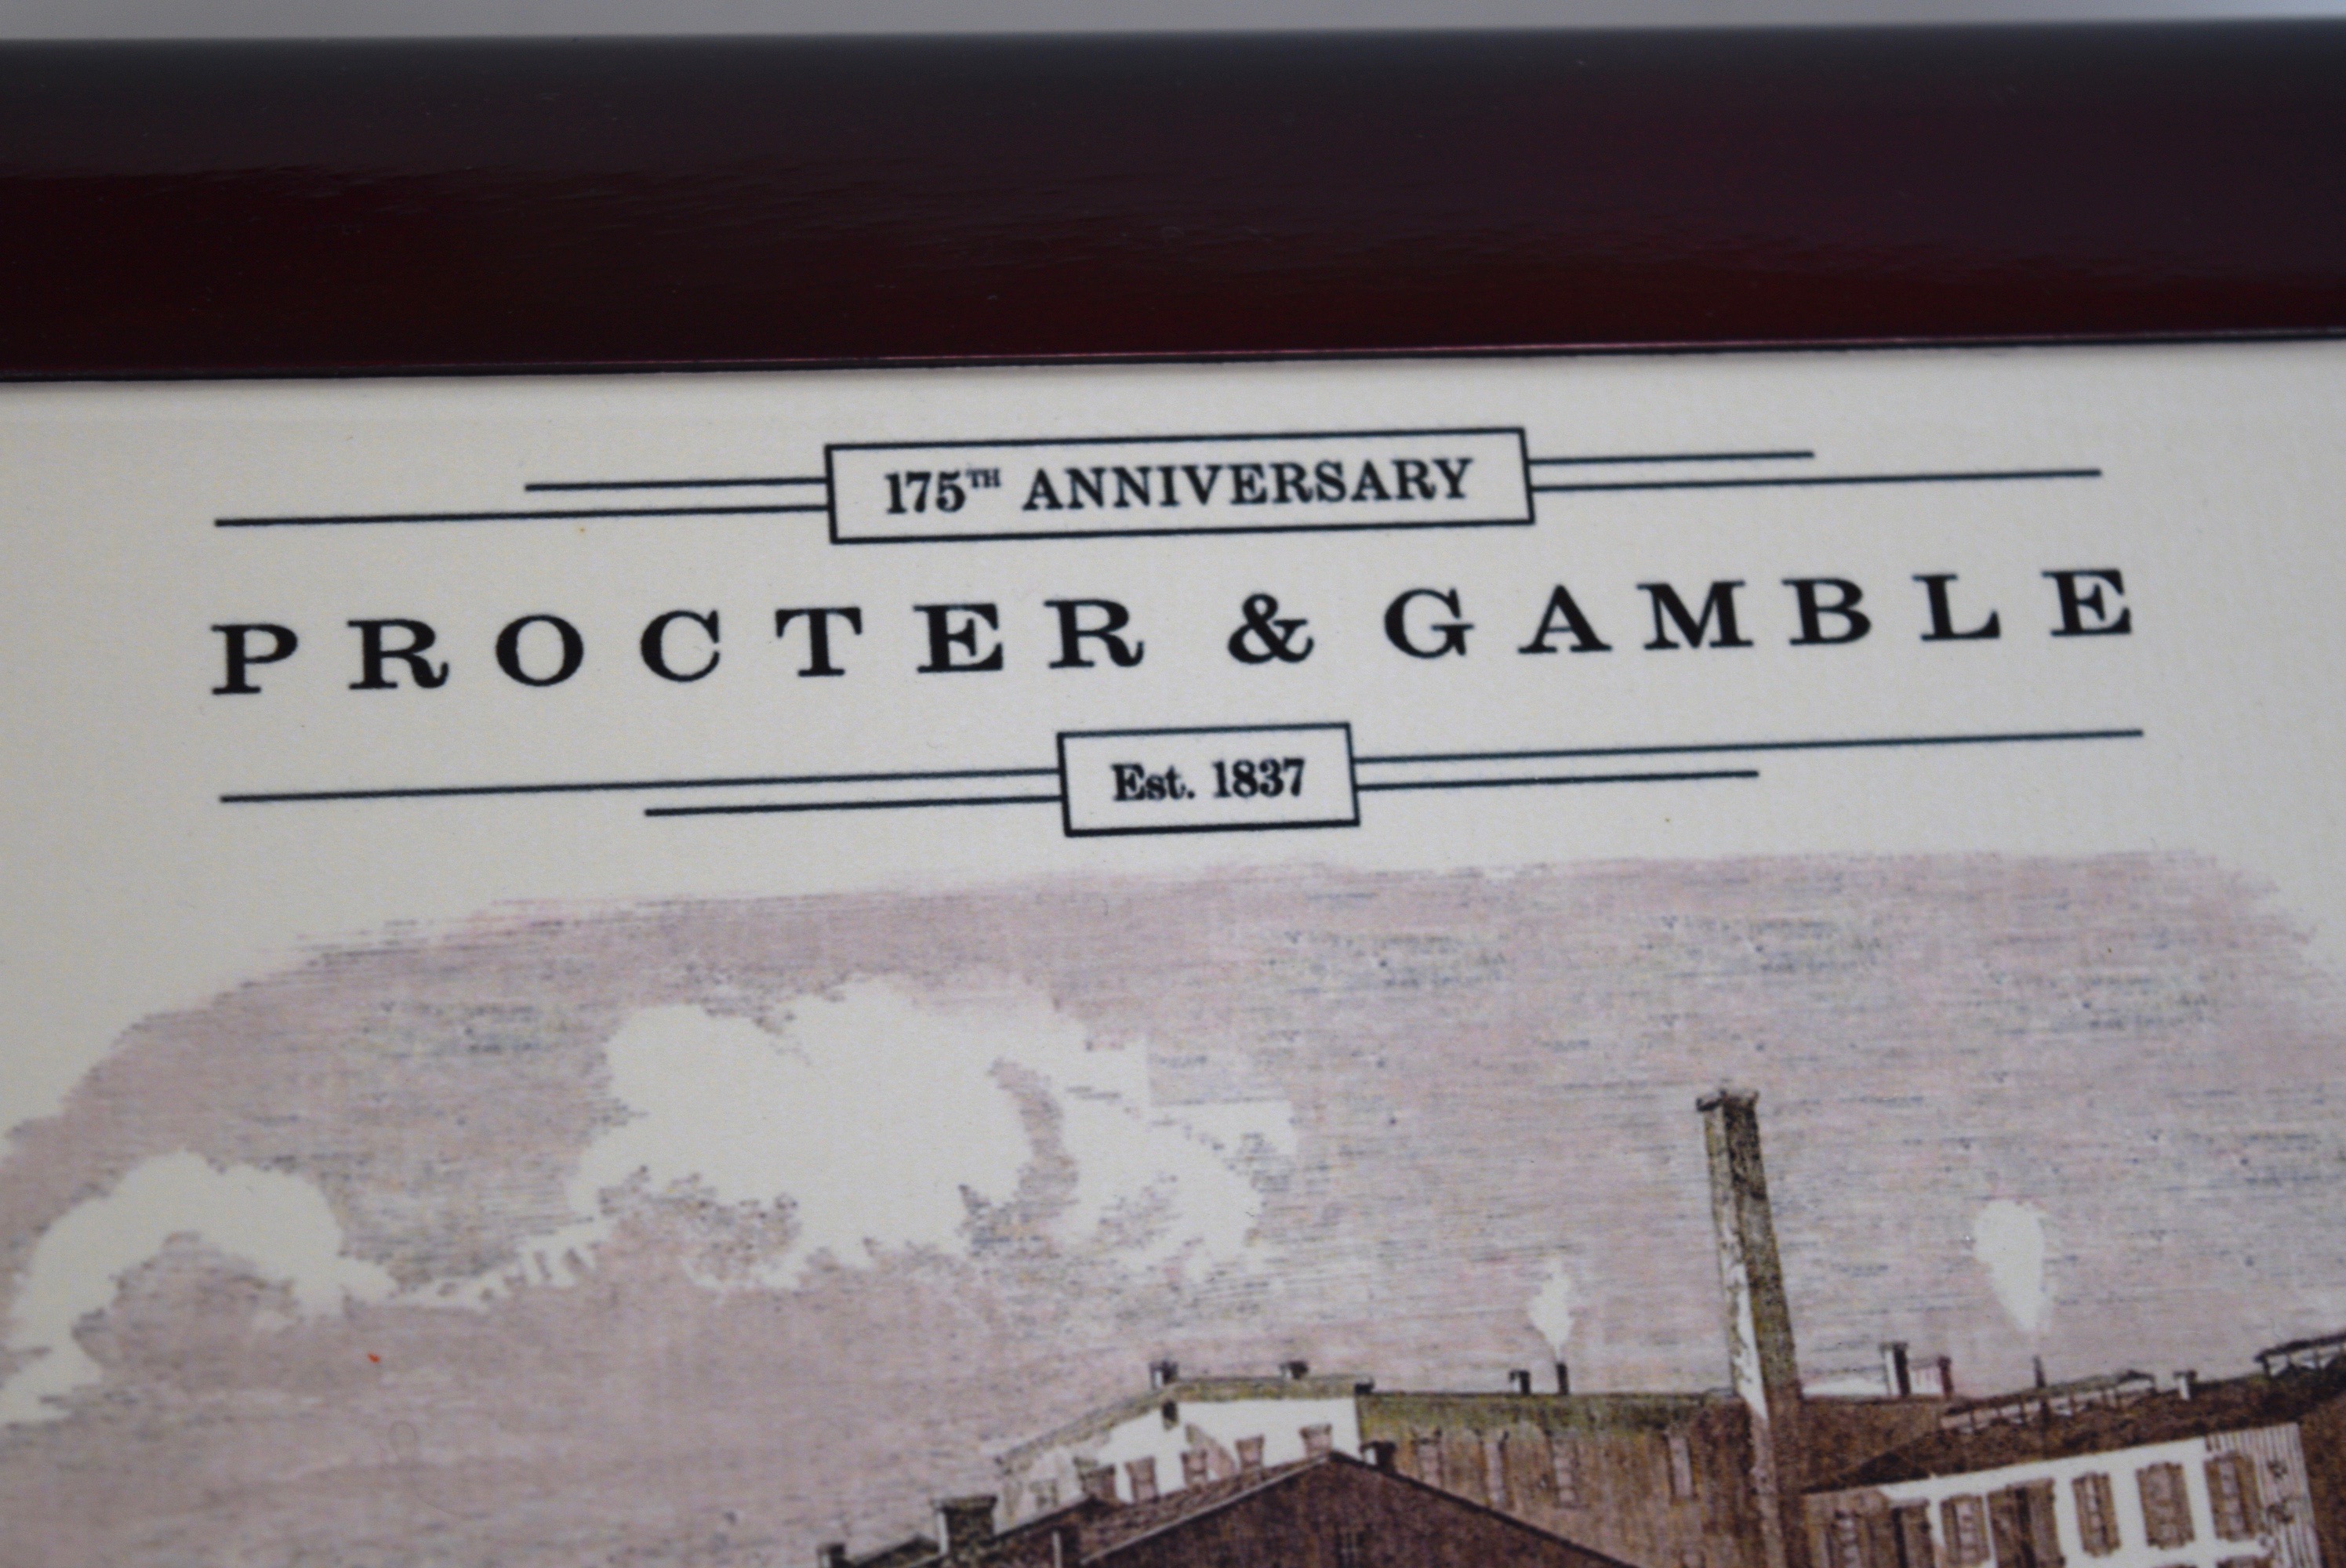 175TH ANNIVERSARY
PROCTER & GAMBLE
Est. 1837